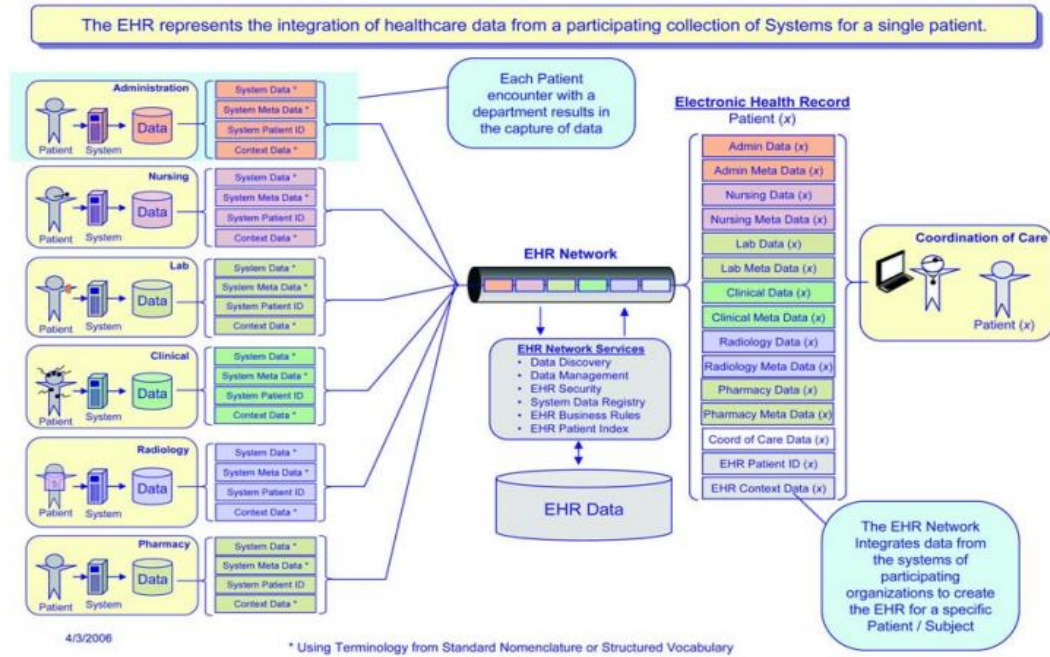 The EHR represents the integration of healthcare data from a participating collection of Systems for a single patient.
Administration
Patient
System
Data
System Data *
System Meta Data *
System Patient ID
Context Data *
Each Patient
encounter with a
department results in
the capture of data
Nursing
Patient
System
Data
System Data *
System Meta Data *
System Patient ID
Context Data *
Lab
Patient
System
Data
System Data *
System Meta Data *
System Patient ID
Context Data *
Clinical
Patient
System
Data
System Data *
System Meta Data *
System Patient ID
Context Data *
Radiology
Patient
System
Data
System Data *
System Meta Data *
System Patient ID
Context Data *
Pharmacy
Patient
System
Data
System Data *
System Meta Data *
System Patient ID
Context Data *
EHR Network
EHR Network Services
• Data Discovery
• Data Management
• EHR Security
• System Data Registry
• EHR Business Rules
• EHR Patient Index
EHR Data
Electronic Health Record
Patient (x)
Admin Data (x)
Admin Meta Data (x)
Nursing Data (x)
Nursing Meta Data (x)
Lab Data (x)
Lab Meta Data (x)
Clinical Data (x)
Clinical Meta Data (x)
Radiology Data (x)
Radiology Meta Data (x)
Pharmacy Data (x)
Pharmacy Meta Data (x)
Coord of Care Data (x)
EHR Patient ID (x)
EHR Context Data (x)
Coordination of Care
Patient (x)
The EHR Network
Integrates data from
the systems of
participating
organizations to create
the EHR for a specific
Patient / Subject
4/3/2006
* Using Terminology from Standard Nomenclature or Structured Vocabulary